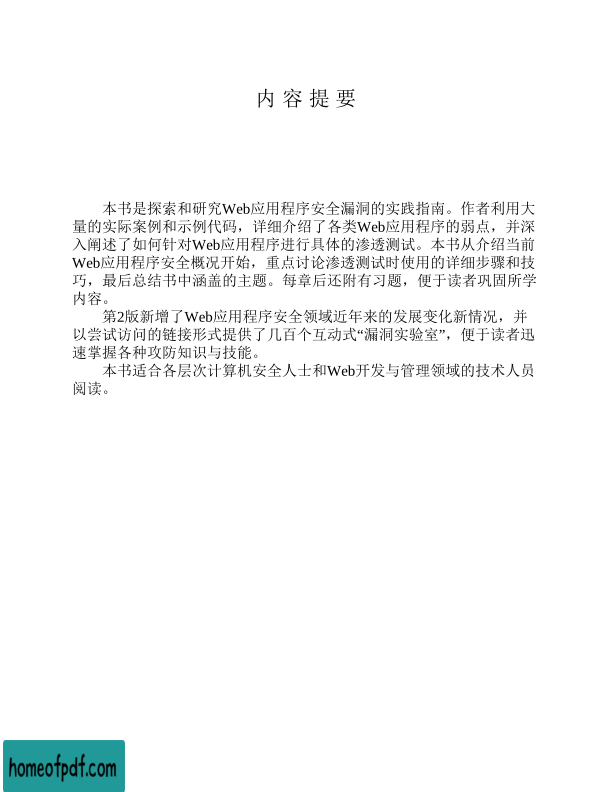 内 容 提 要
本书是探索和研究Web应用程序安全漏洞的实践指南。作者利用大
量的实际案例和示例代码，详细介绍了各类Web应用程序的弱点，并深
入阐述了如何针对Web应用程序进行具体的渗透测试。本书从介绍当前
Web应用程序安全概况开始，重点讨论渗透测试时使用的详细步骤和技
巧，最后总结书中涵盖的主题。每章后还附有习题，便于读者巩固所学
内容。
第2版新增了Web应用程序安全领域近年来的发展变化新情况，并
以尝试访问的链接形式提供了几百个互动式“漏洞实验室”，便于读者迅
速掌握各种攻防知识与技能。
本书适合各层次计算机安全人士和Web开发与管理领域的技术人员
阅读。
homeofpdf.com